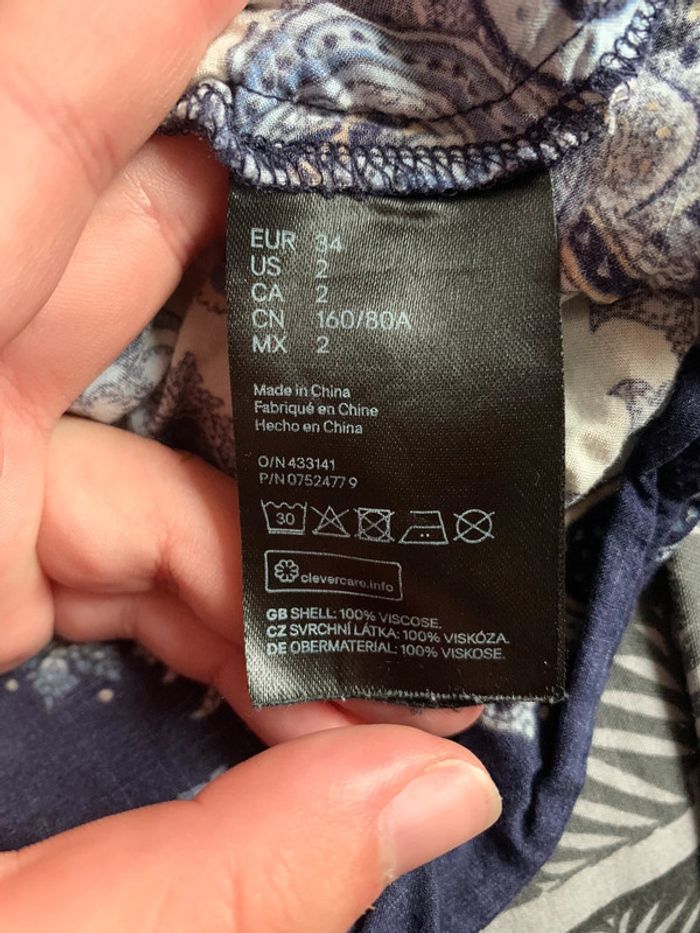 EUR 34
US 2
CA 2
CN 160/80A
MX 2
Made in China
Fabriqué en Chine
Hecho en China
O/N 433141
P/N 0752477 9
30
clevercare.info
GB SHELL: 100% VISCOSE.
CZ SVRCHNÍ LÁTKA: 100% VISKÓZA.
DE OBERMATERIAL: 100% VISKOSE.